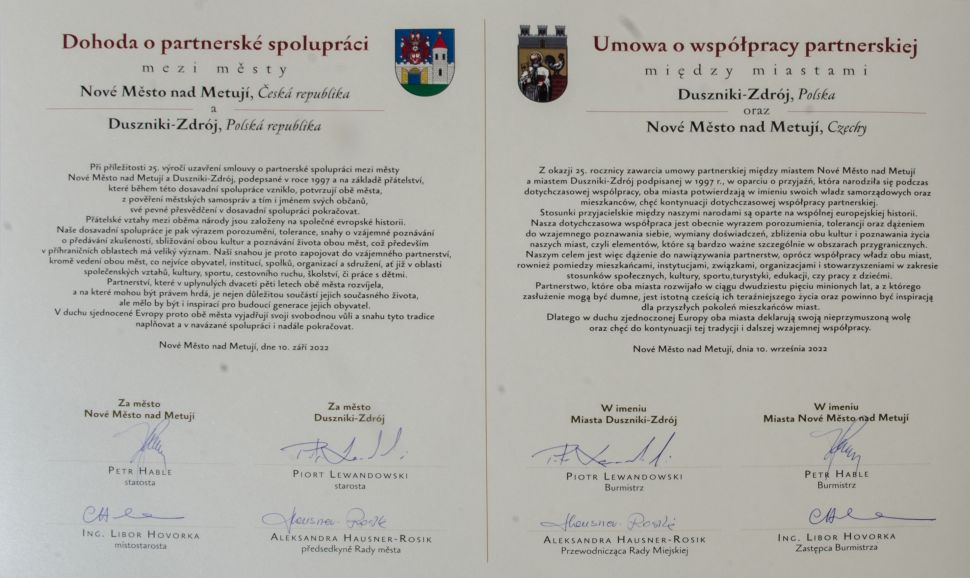 Dohoda o partnerské spolupráci
mezi městy
Nové Město nad Metují, Česká republika
a
Duszniki-Zdrój, Polská republika
Při příležitosti 25. výročí uzavření smlouvy o partnerské spolupráci mezi městy
Nové Město nad Metují a Duszniki-Zdrój, podepsané v roce 1997 a na základě přátelství,
které během této dosavadní spolupráce vzniklo, potvrzují obě města,
z pověření městských samospráv a tím i jménem svých občanů,
své pevné přesvědčení v dosavadní spolupráci pokračovat.
Přátelské vztahy mezi oběma národy jsou založeny na společné evropské historii.
Naše dosavadní spolupráce je pak výrazem porozumění, tolerance, snahy o vzájemné poznávání
o předávání zkušeností, sbližování obou kultur a poznávání života obou měst, což především
v příhraničních oblastech má veliký význam. Naší snahou je proto zapojovat do vzájemného partnerství,
kromě vedení obou měst, co nejvíce obyvatel, institucí, spolků, organizací a sdružení, ať již v oblasti
společenských vztahů, kultury, sportu, cestovního ruchu, školství, či práce s dětmi.
Partnerství, které v uplynulých dvaceti pěti letech obě města rozvíjela,
a na které mohou být právem hrdá, je nejen důležitou součástí jejich současného života,
ale mělo by být i inspirací pro budoucí generace jejich obyvatel.
V duchu sjednocené Evropy proto obě města vyjadřují svoji svobodnou vůli a snahu tyto tradice
naplňovat a v navázané spolupráci i nadále pokračovat.
Nové Město nad Metují, dne 10. září 2022
Za město
Nové Město nad Metují
Za město
Duszniki-Zdrój
Petr Hable
starosta
Piort Lewandowski
starosta
Ing. Libor Hovorka
místostarosta
Hausner-Rosik
Aleksandra Hausner-Rosik
předsedkyně Rady města
Umowa o współpracy partnerskiej
między miastami
Duszniki-Zdrój, Polska
oraz
Nové Město nad Metují, Czechy
Z okazji 25. rocznicy zawarcia umowy partnerskiej między miastem Nové Město nad Metují
a miastem Duszniki-Zdrój podpisanej w 1997 r., w oparciu o przyjaźń, która narodziła się podczas
dotychczasowej współpracy, oba miasta potwierdzają w imieniu swoich władz samorządowych oraz
mieszkańców, chęć kontynuacji dotychczasowej współpracy partnerskiej.
Stosunki przyjacielskie między naszymi narodami są oparte na wspólnej europejskiej historii.
Nasza dotychczasowa współpraca jest obecnie wyrazem porozumienia, tolerancji oraz dążeniem
do wzajemnego poznawania siebie, wymiany doświadczeń, zbliżenia obu kultur i poznawania życia
naszych miast, czyli elementów, które są bardzo ważne szczególnie w obszarach przygranicznych.
Naszym celem jest więc dążenie do nawiązywania partnerstw, oprócz współpracy władz obu miast,
rownież pomiedzy mieszkańcami, instytucjami, związkami, organizacjami i stowarzyszeniami w zakresie
stosunków społecznych, kultury, sportu,turystyki, edukacji, czy pracy z dziećmi.
Partnerstwo, które oba miasta rozwijało w ciągu dwudziestu pięciu minionych lat, a z którego
zasłużenie mogą być dumne, jest istotną cześcią ich teraźniejszego życia oraz powinno być inspiracją
dla przyszłych pokoleń mieszkańców miast.
Dlatego w duchu zjednoczonej Europy oba miasta deklarują swoją nieprzymuszoną wolę
oraz chęć do kontynuacji tej tradycji i dalszej wzajemnej współpracy.
Nové Město nad Metují, dnia 10. września 2022
W imieniu
Miasta Duszniki-Zdrój
W imieniu
Miasta Nové Město nad Metují
Piotr Lewandowski
Burmistrz
Petr Hable
Burmistrz
Hausner-Rosik
Aleksandra Hausner-Rosik
Przewodnicząca Rady Miejskiej
Ing. Libor Hovorka
Zastępca Burmistrza